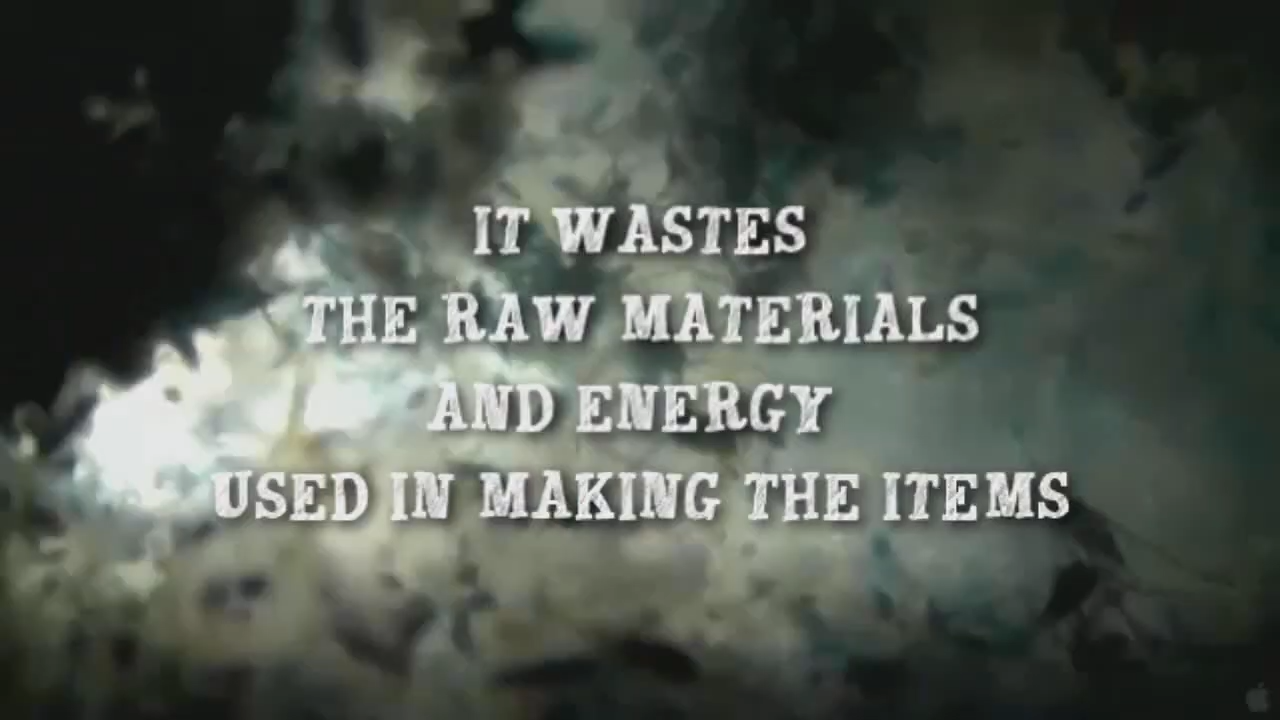 IT WASTES
THE RAW MATERIALS
AND ENERGY
USED IN MAKING THE ITEMS